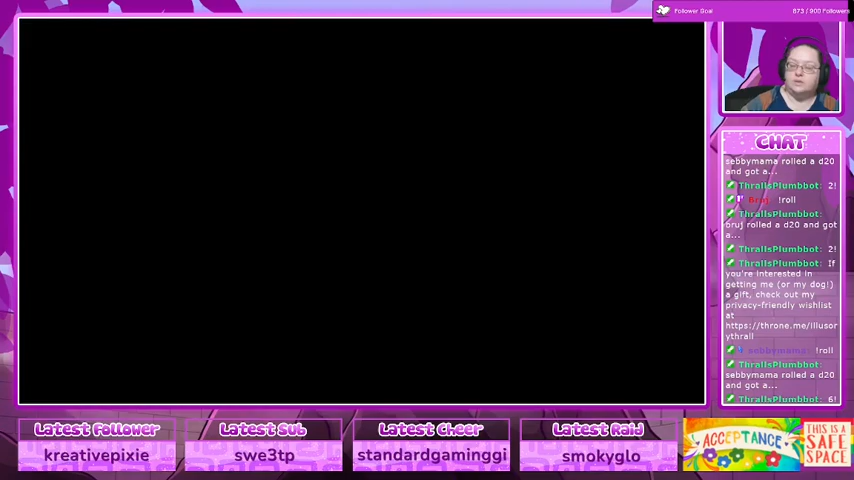 Follower Goal
873 / 900 Followers
CHAT
sebbymama rolled a d20
and got a...
ThrallsPlumbbot: 2!
Bruj: !roll
ThrallsPlumbbot:
bruj rolled a d20 and got
a...
ThrallsPlumbbot: 2!
ThrallsPlumbbot: If
you're interested in
getting me (or my dog!)
a gift, check out my
privacy-friendly wishlist
at
https://throne.me/illusor
ythrall
sebbymama: !roll
ThrallsPlumbbot:
sebbymama rolled a d20
and got a...
ThrallsPlumbbot: 6!
Latest Follower
kreativepixie
Latest Sub
swe3tp
Latest Cheer
standardgaminggi
Latest Raid
smokyglo
ACCEPTANCE
THIS IS
A SAFE
SPACE